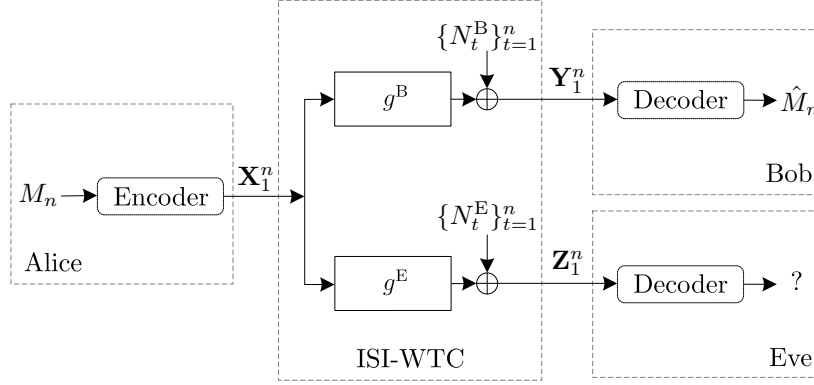 {N_t^B}_{t=1}^n
g^B
Y_1^n
Decoder
M̂_n
Bob
X_1^n
M_n
Encoder
Alice
{N_t^E}_{t=1}^n
g^E
Z_1^n
Decoder
?
Eve
ISI-WTC